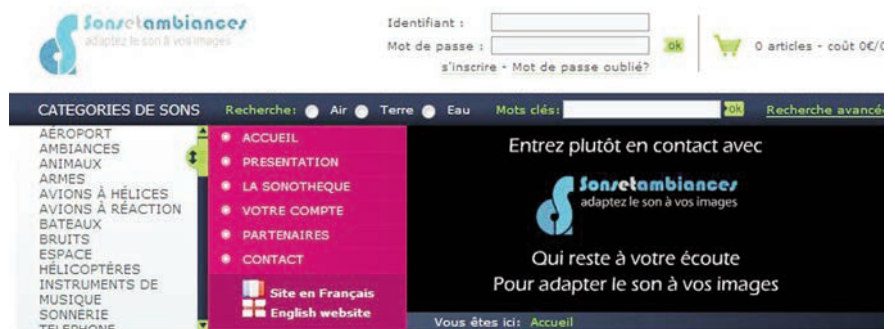 Sonsetambiances
adaptez le son à vos images
Identifiant :
Mot de passe :
ok
s'inscrire - Mot de passe oublié?
0 articles - coût 0€/
CATEGORIES DE SONS
Recherche: Air Terre Eau
Mots clés:
ok
Recherche avancée
AÉROPORT
AMBIANCES
ANIMAUX
ARMES
AVIONS À HÉLICES
AVIONS À RÉACTION
BATEAUX
BRUITS
ESPACE
HÉLICOPTÈRES
INSTRUMENTS DE
MUSIQUE
SONNERIE
TELEPHONE
ACCUEIL
PRESENTATION
LA SONOTHEQUE
VOTRE COMPTE
PARTENAIRES
CONTACT
Site en Français
English website
Entrez plutôt en contact avec
Sonsetambiances
adaptez le son à vos images
Qui reste à votre écoute
Pour adapter le son à vos images
Vous êtes ici: Accueil